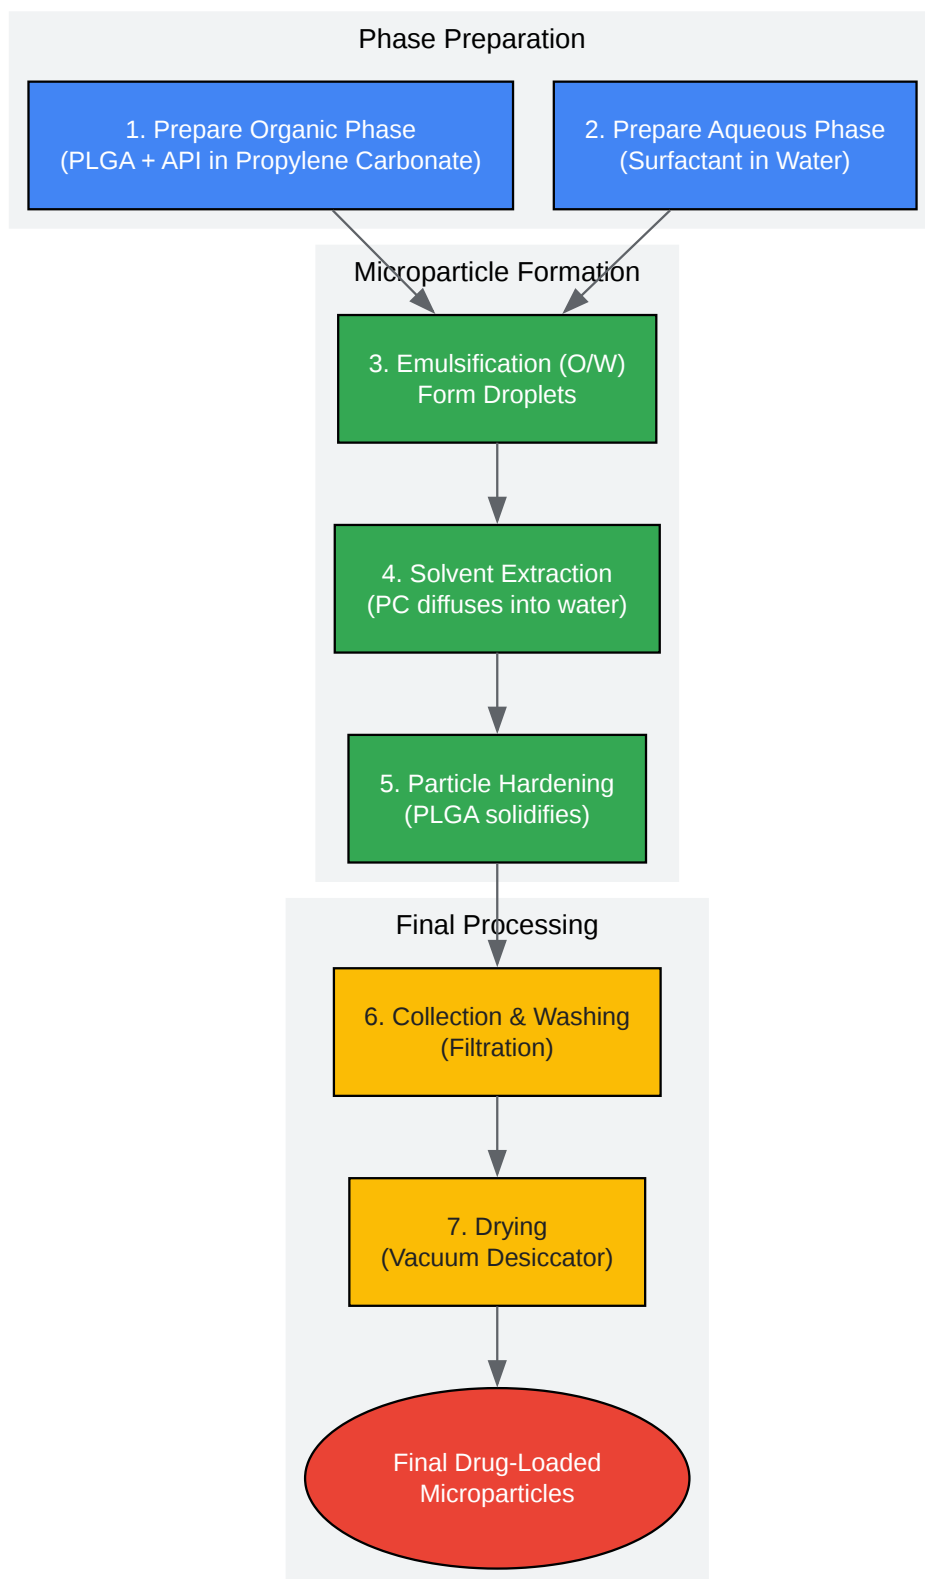 Phase Preparation
1. Prepare Organic Phase
(PLGA + API in Propylene Carbonate)
2. Prepare Aqueous Phase
(Surfactant in Water)
Microparticle Formation
3. Emulsification (O/W)
Form Droplets
4. Solvent Extraction
(PC diffuses into water)
5. Particle Hardening
(PLGA solidifies)
Final Processing
6. Collection & Washing
(Filtration)
7. Drying
(Vacuum Desiccator)
Final Drug-Loaded
Microparticles